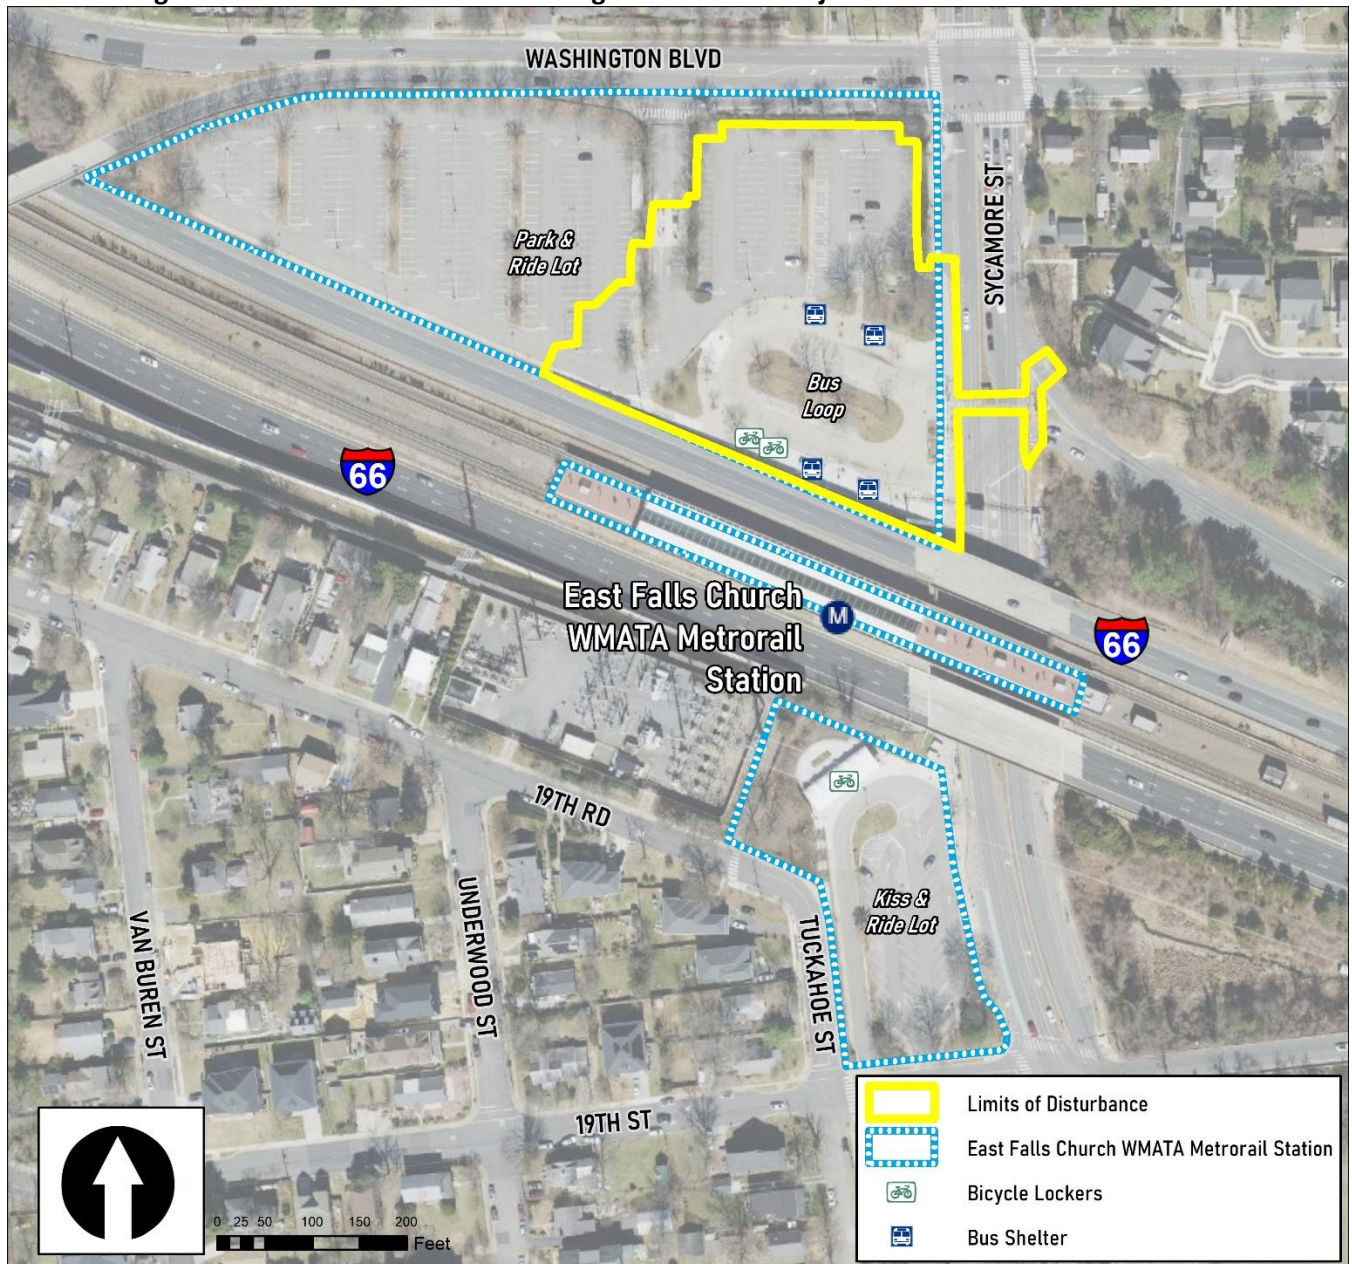 WASHINGTON BLVD
SYCAMORE ST
Park &
Ride Lot
Bus
Loop
66
East Falls Church
WMATA Metrorail
Station
M
66
19TH RD
Kiss &
Ride Lot
VAN BUREN ST
UNDERWOOD ST
TUCKAHOE ST
19TH ST
0 25 50 100 150 200
Feet
Limits of Disturbance
East Falls Church WMATA Metrorail Station
Bicycle Lockers
Bus Shelter